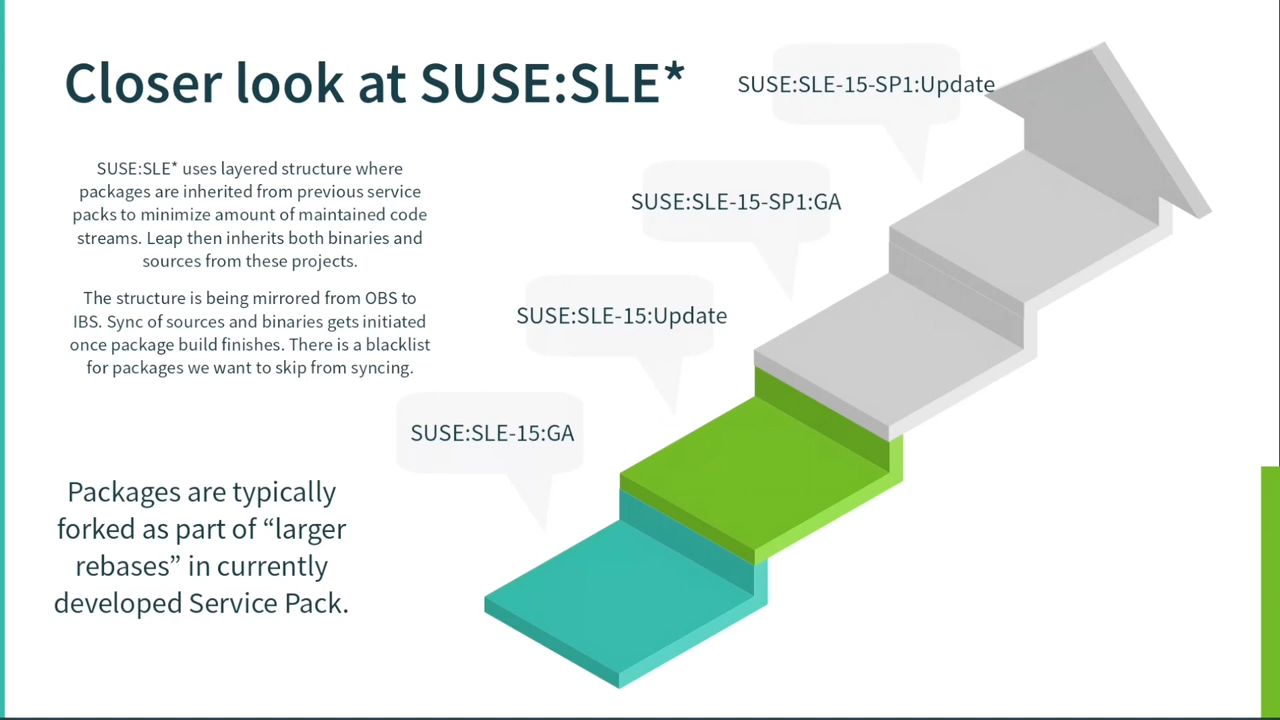 Closer look at SUSE:SLE*
SUSE:SLE* uses layered structure where
packages are inherited from previous service
packs to minimize amount of maintained code
streams. Leap then inherits both binaries and
sources from these projects.
The structure is being mirrored from OBS to
IBS. Sync of sources and binaries gets initiated
once package build finishes. There is a blacklist
for packages we want to skip from syncing.
Packages are typically
forked as part of “larger
rebases” in currently
developed Service Pack.
SUSE:SLE-15-SP1:Update
SUSE:SLE-15-SP1:GA
SUSE:SLE-15:Update
SUSE:SLE-15:GA